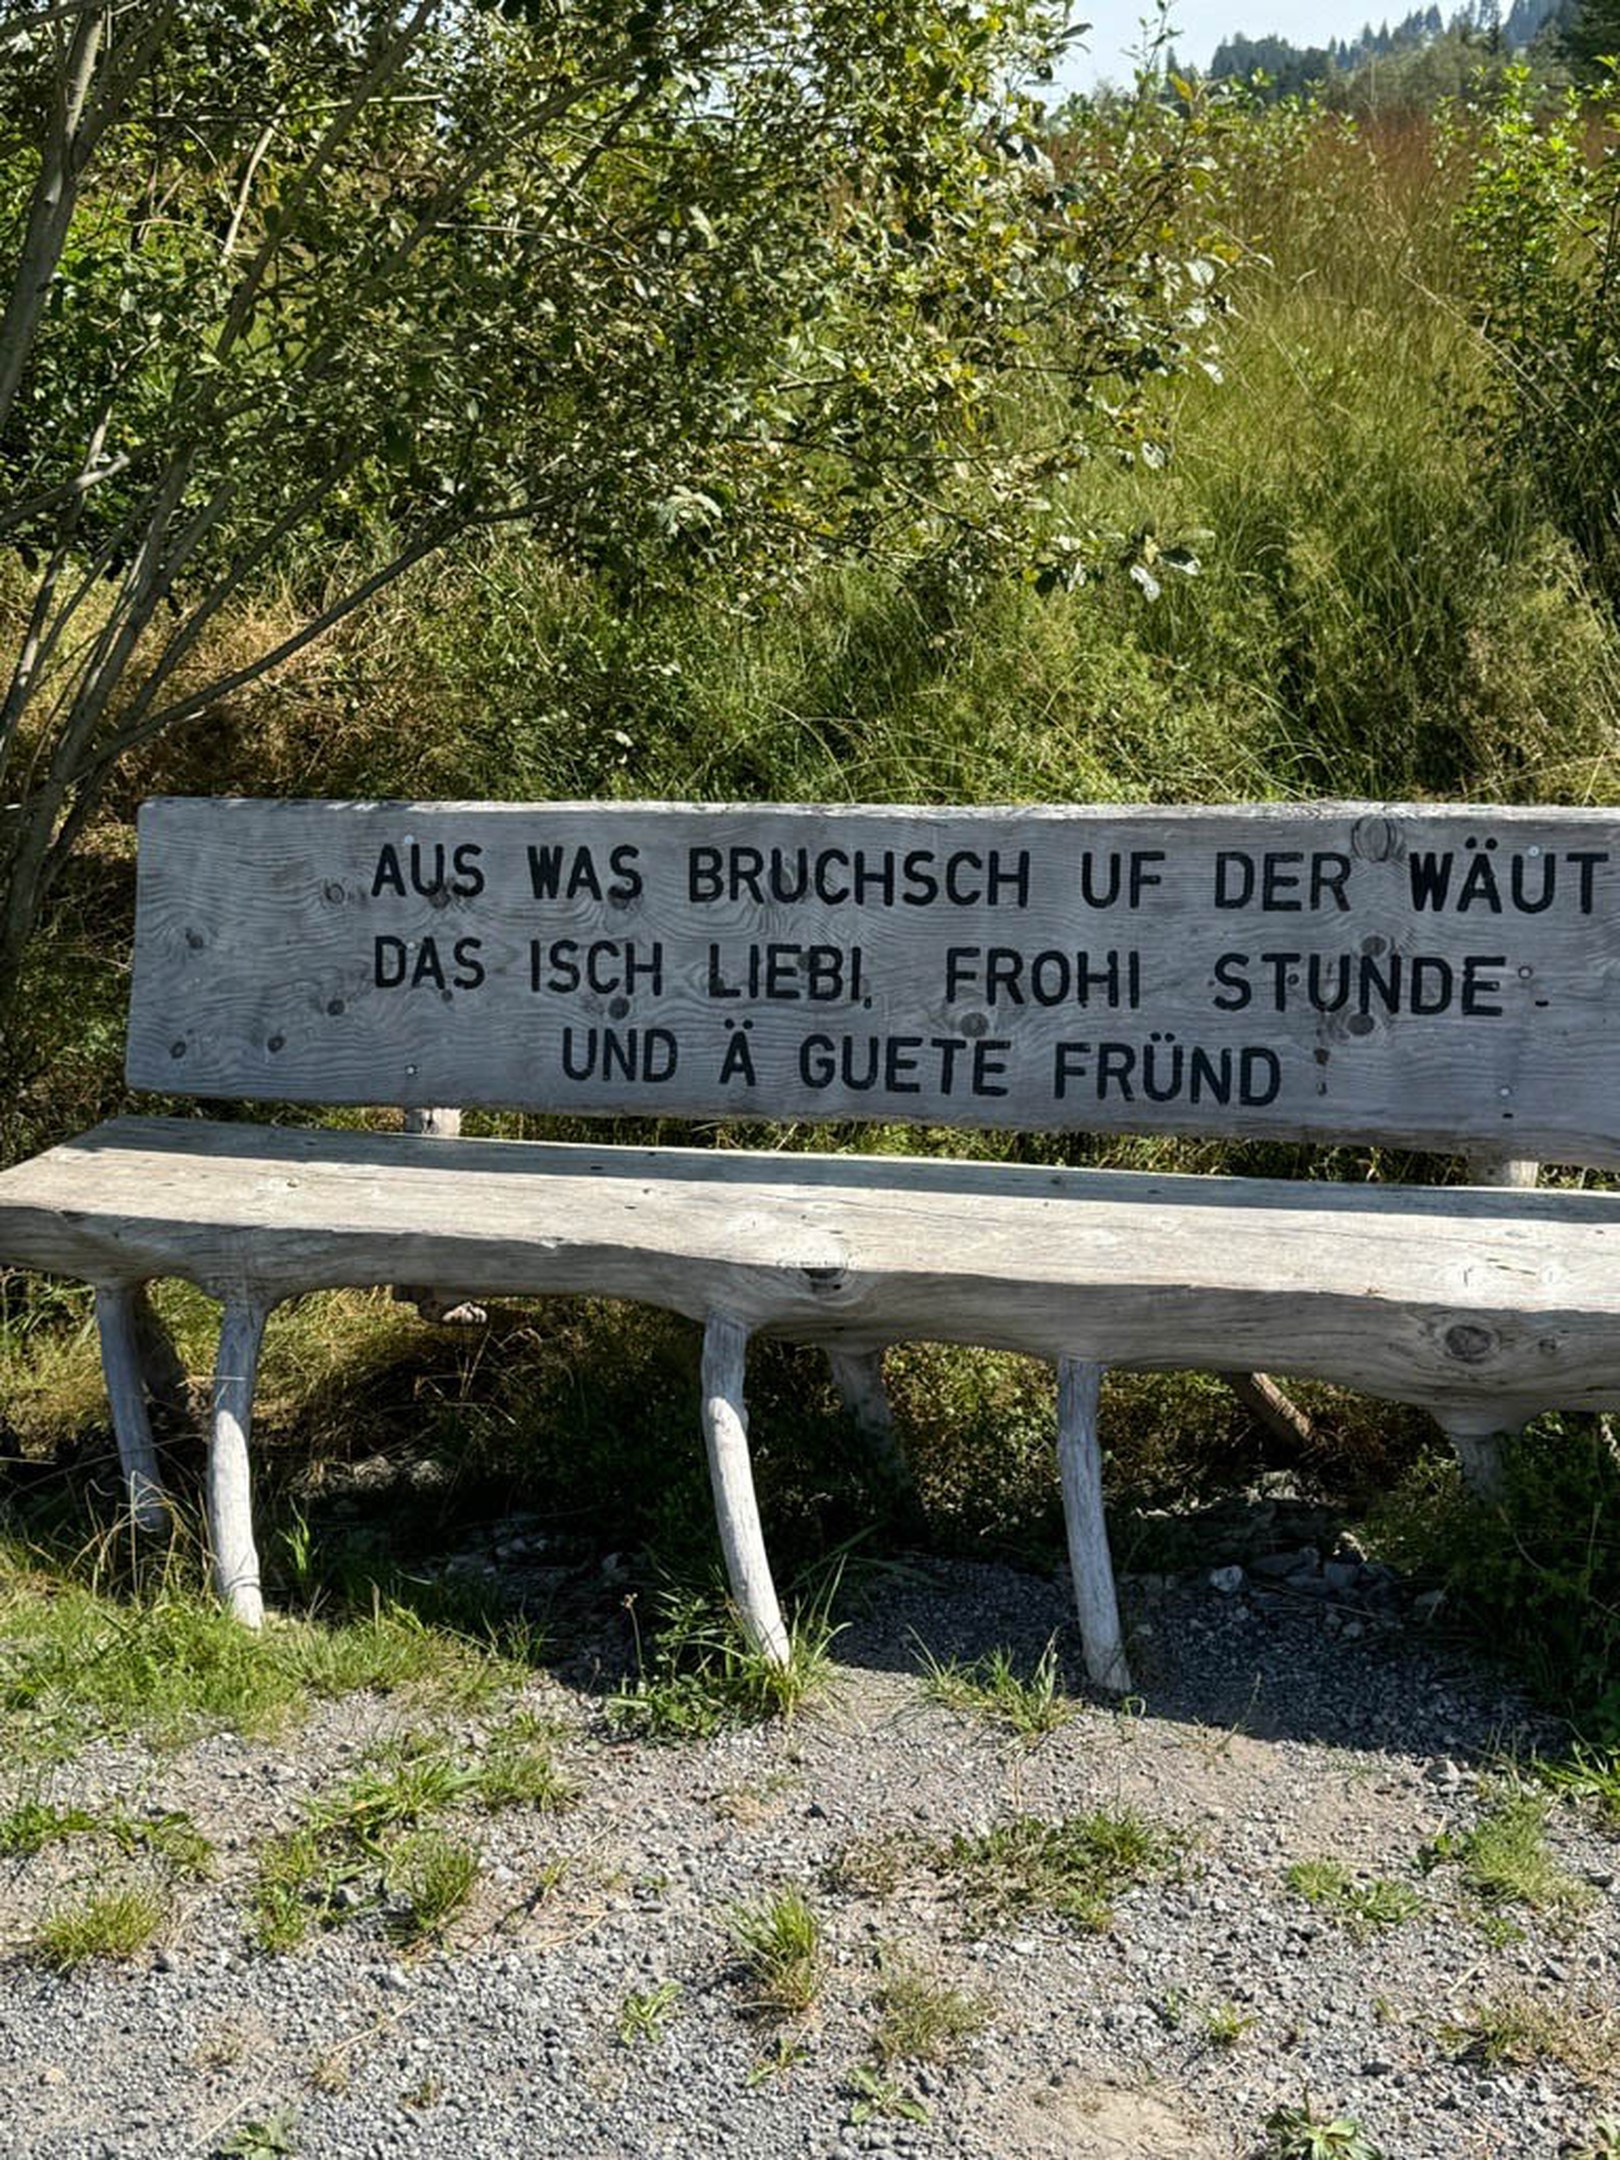 AUS WAS BRUCHSCH UF DER WÄUT
DAS ISCH LIEBI, FROHI STUNDE -
UND Ä GUETE FRÜND !